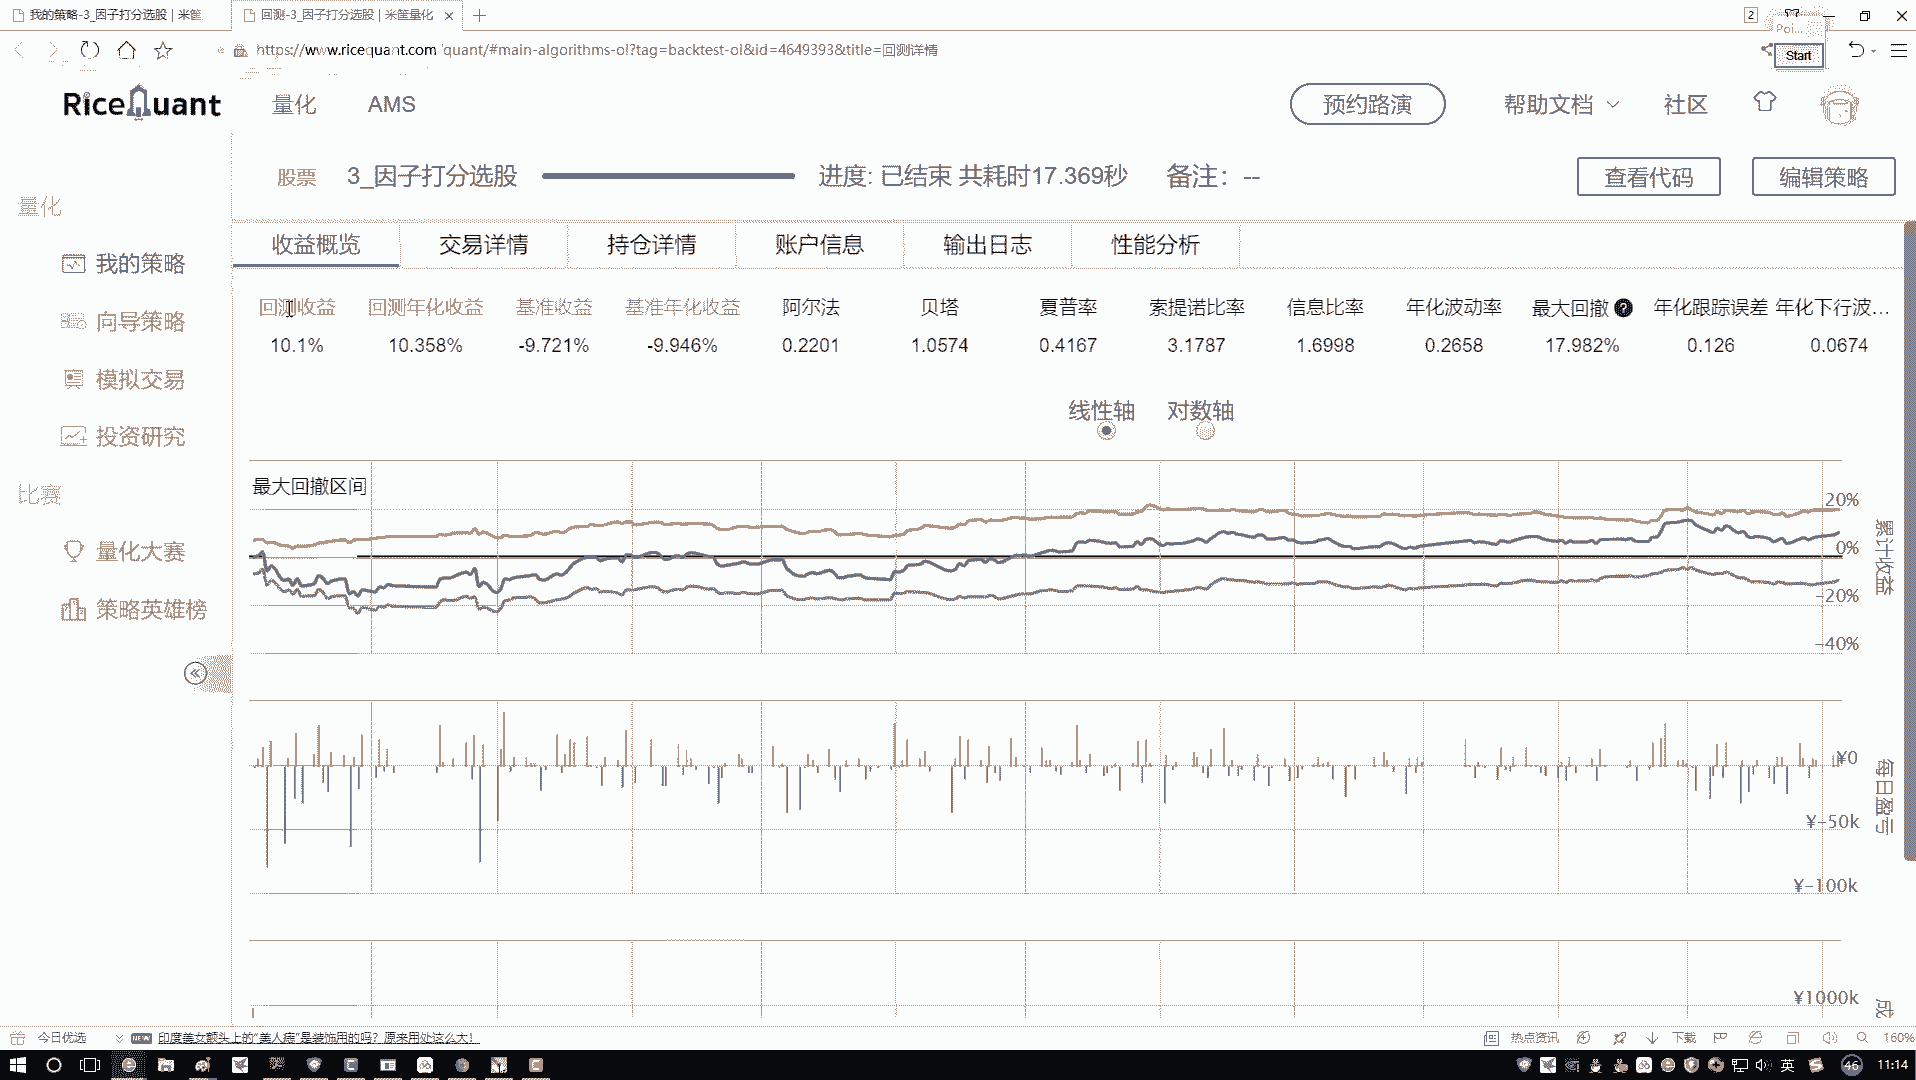 我的策略-3_因子打分选股 | 米筐
回测-3_因子打分选股 | 米筐量化
2
https://www.ricequant.com/quant/#main-algorithms-ol?tag=backtest-ol&id=4649393&title=回测详情
Poi...
Start
RiceQuant
量化
AMS
预约路演
帮助文档
社区
股票
3_因子打分选股
进度: 已结束 共耗时17.369秒
备注: --
查看代码
编辑策略
量化
我的策略
向导策略
模拟交易
投资研究
比赛
量化大赛
策略英雄榜
收益概览
交易详情
持仓详情
账户信息
输出日志
性能分析
回测收益 回测年化收益 基准收益 基准年化收益 阿尔法 贝塔 夏普率 索提诺比率 信息比率 年化波动率 最大回撤 年化跟踪误差 年化下行波...
10.1% 10.358% -9.721% -9.946% 0.2201 1.0574 0.4167 3.1787 1.6998 0.2658 17.982% 0.126 0.0674
线性轴 对数轴
最大回撤区间
20%
0%
-20%
-40%
累计收益
¥0
¥-50k
¥-100k
每日盈亏
¥1000k
成
今日优选
NEW
印度美女额头上的“美人痣”是装饰用的吗?原来用处这么大!
热点资讯
下载
160%
英
46
11:14